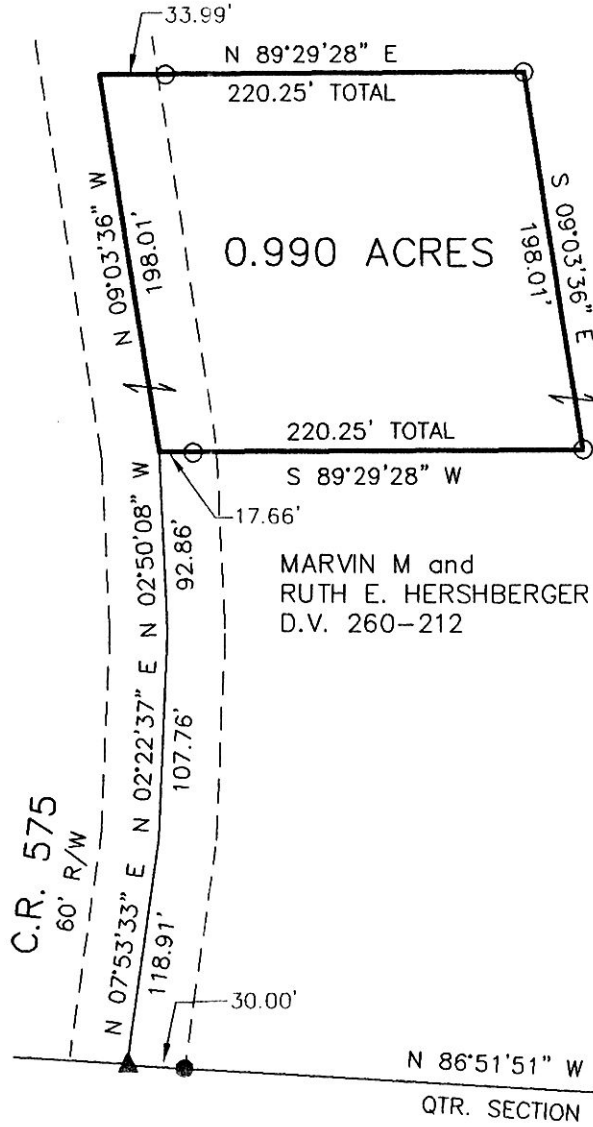 33.99'
N 89°29'28" E
220.25' TOTAL
N 09°03'36" W
198.01'
0.990 ACRES
S 09°03'36" E
198.01'
220.25' TOTAL
S 89°29'28" W
17.66'
N 02°50'08" W
92.86'
MARVIN M and
RUTH E. HERSHBERGER
D.V. 260-212
N 02°22'37" E
107.76'
C.R. 575
60' R/W
N 07°53'33" E
118.91'
30.00'
N 86°51'51" W
QTR. SECTION